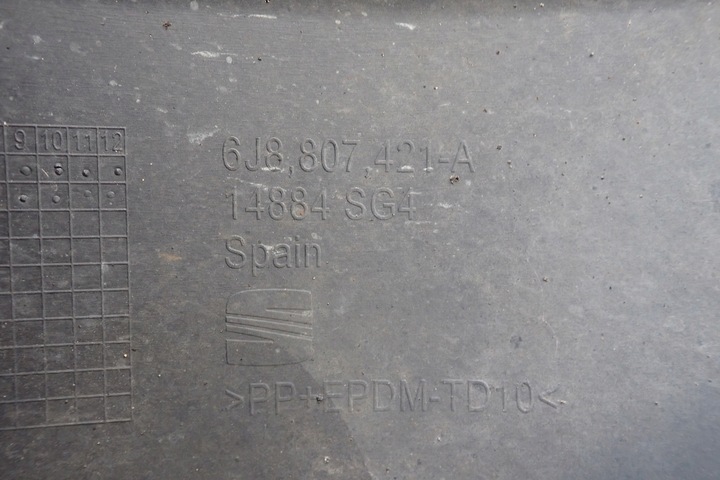 9 10 11 12
6J8,807,421-A
14884 SG4
Spain
>PP+EPDM-TD10<